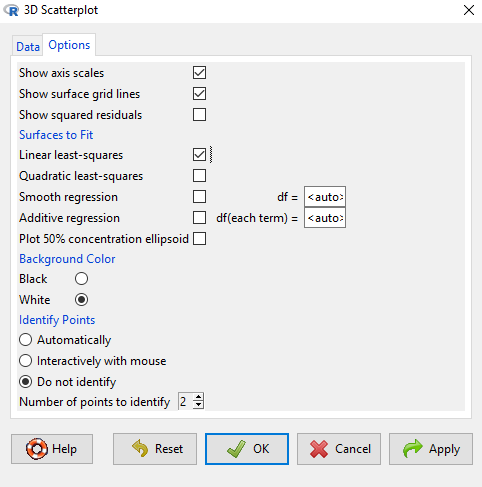 3D Scatterplot
Data Options
Show axis scales
Show surface grid lines
Show squared residuals
Surfaces to Fit
Linear least-squares
Quadratic least-squares
Smooth regression df = <auto>
Additive regression df(each term) = <auto>
Plot 50% concentration ellipsoid
Background Color
Black
White
Identify Points
Automatically
Interactively with mouse
Do not identify
Number of points to identify 2
Help Reset OK Cancel Apply